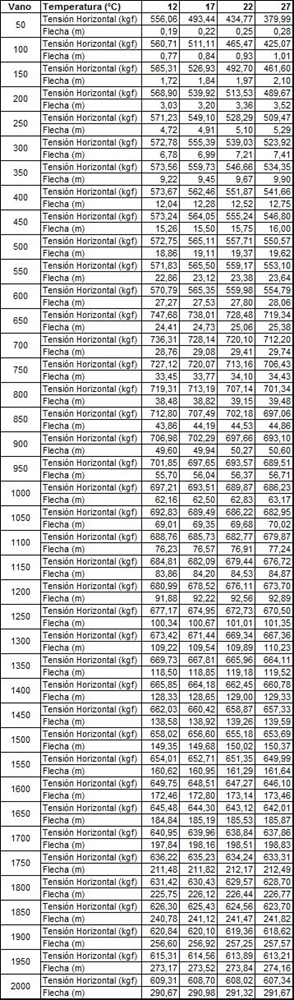 Vano Temperatura (ºC) 12 17 22 27
50 Tensión Horizontal (kgf) 556,06 493,44 434,77 379,99
Flecha (m) 0,19 0,22 0,25 0,28
100 Tensión Horizontal (kgf) 560,71 511,11 465,47 425,07
Flecha (m) 0,77 0,84 0,93 1,01
150 Tensión Horizontal (kgf) 565,31 526,93 492,70 461,60
Flecha (m) 1,72 1,84 1,97 2,10
200 Tensión Horizontal (kgf) 568,90 539,92 513,53 489,67
Flecha (m) 3,03 3,20 3,36 3,52
250 Tensión Horizontal (kgf) 571,23 549,10 528,29 509,47
Flecha (m) 4,72 4,91 5,10 5,29
300 Tensión Horizontal (kgf) 572,78 555,39 539,03 523,92
Flecha (m) 6,78 6,99 7,21 7,41
350 Tensión Horizontal (kgf) 573,56 559,73 546,66 534,35
Flecha (m) 9,22 9,45 9,67 9,90
400 Tensión Horizontal (kgf) 573,67 562,46 551,87 541,66
Flecha (m) 12,04 12,28 12,52 12,75
450 Tensión Horizontal (kgf) 573,24 564,05 555,24 546,80
Flecha (m) 15,26 15,50 15,75 16,00
500 Tensión Horizontal (kgf) 572,75 565,11 557,71 550,57
Flecha (m) 18,86 19,11 19,37 19,62
550 Tensión Horizontal (kgf) 571,83 565,50 559,17 553,10
Flecha (m) 22,86 23,12 23,38 23,64
600 Tensión Horizontal (kgf) 570,79 565,35 559,98 554,79
Flecha (m) 27,27 27,53 27,80 28,06
650 Tensión Horizontal (kgf) 747,68 738,01 728,48 719,34
Flecha (m) 24,41 24,73 25,06 25,38
700 Tensión Horizontal (kgf) 736,31 728,14 720,10 712,20
Flecha (m) 28,76 29,08 29,41 29,74
750 Tensión Horizontal (kgf) 727,12 720,07 713,16 706,43
Flecha (m) 33,45 33,77 34,10 34,43
800 Tensión Horizontal (kgf) 719,31 713,19 707,14 701,34
Flecha (m) 38,48 38,82 39,15 39,48
850 Tensión Horizontal (kgf) 712,80 707,49 702,18 697,06
Flecha (m) 43,86 44,19 44,53 44,86
900 Tensión Horizontal (kgf) 706,98 702,29 697,66 693,10
Flecha (m) 49,60 49,94 50,27 50,60
950 Tensión Horizontal (kgf) 701,85 697,65 693,57 689,51
Flecha (m) 55,70 56,04 56,37 56,71
1000 Tensión Horizontal (kgf) 697,21 693,51 689,87 686,23
Flecha (m) 62,16 62,50 62,83 63,17
1050 Tensión Horizontal (kgf) 692,83 689,49 686,22 682,95
Flecha (m) 69,01 69,35 69,68 70,02
1100 Tensión Horizontal (kgf) 688,76 685,73 682,77 679,87
Flecha (m) 76,23 76,57 76,91 77,24
1150 Tensión Horizontal (kgf) 684,81 682,09 679,44 676,72
Flecha (m) 83,86 84,20 84,53 84,87
1200 Tensión Horizontal (kgf) 680,99 678,52 676,11 673,70
Flecha (m) 91,88 92,22 92,56 92,89
1250 Tensión Horizontal (kgf) 677,17 674,95 672,73 670,50
Flecha (m) 100,34 100,67 101,01 101,35
1300 Tensión Horizontal (kgf) 673,42 671,44 669,34 667,36
Flecha (m) 109,22 109,54 109,89 110,23
1350 Tensión Horizontal (kgf) 669,73 667,81 665,96 664,11
Flecha (m) 118,50 118,85 119,18 119,52
1400 Tensión Horizontal (kgf) 665,85 664,18 662,45 660,78
Flecha (m) 128,33 128,65 129,00 129,33
1450 Tensión Horizontal (kgf) 662,03 660,42 658,87 657,33
Flecha (m) 138,58 138,92 139,26 139,59
1500 Tensión Horizontal (kgf) 658,02 656,60 655,18 653,69
Flecha (m) 149,35 149,68 150,02 150,37
1550 Tensión Horizontal (kgf) 654,01 652,71 651,35 649,99
Flecha (m) 160,62 160,95 161,29 161,64
1600 Tensión Horizontal (kgf) 649,75 648,51 647,27 646,10
Flecha (m) 172,46 172,80 173,14 173,46
1650 Tensión Horizontal (kgf) 645,48 644,30 643,12 642,01
Flecha (m) 184,84 185,19 185,53 185,87
1700 Tensión Horizontal (kgf) 640,95 639,96 638,84 637,86
Flecha (m) 197,84 198,16 198,51 198,83
1750 Tensión Horizontal (kgf) 636,22 635,23 634,24 633,31
Flecha (m) 211,48 211,82 212,17 212,49
1800 Tensión Horizontal (kgf) 631,42 630,43 629,57 628,70
Flecha (m) 225,75 226,12 226,44 226,77
1850 Tensión Horizontal (kgf) 626,30 625,43 624,56 623,70
Flecha (m) 240,78 241,12 241,47 241,82
1900 Tensión Horizontal (kgf) 620,84 620,10 619,36 618,62
Flecha (m) 256,60 256,92 257,25 257,57
1950 Tensión Horizontal (kgf) 615,31 614,56 613,89 613,21
Flecha (m) 273,17 273,52 273,84 274,16
2000 Tensión Horizontal (kgf) 609,31 608,70 608,02 607,34
Flecha (m) 290,67 290,98 291,32 291,67